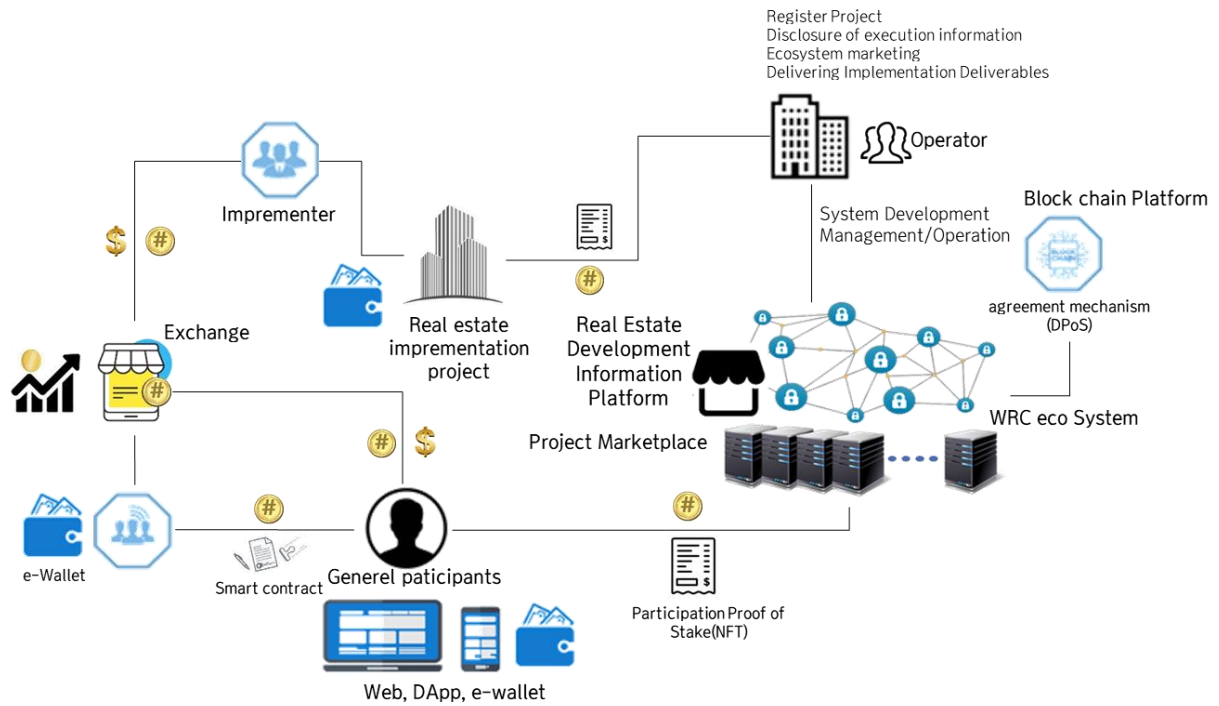 Register Project
Disclosure of execution information
Ecosystem marketing
Delivering Implementation Deliverables
Operator
Imprementer
System Development
Management/Operation
Block chain Platform
BLOCK
CHAIN
agreement mechanism
(DPoS)
$
#
$
#
Exchange
#
Real estate
imprementation
project
Real Estate
Development
Information
Platform
WRC eco System
Project Marketplace
#
$
#
#
e-Wallet
Smart contract
Generel paticipants
$
Participation Proof of
Stake(NFT)
Web, DApp, e-wallet